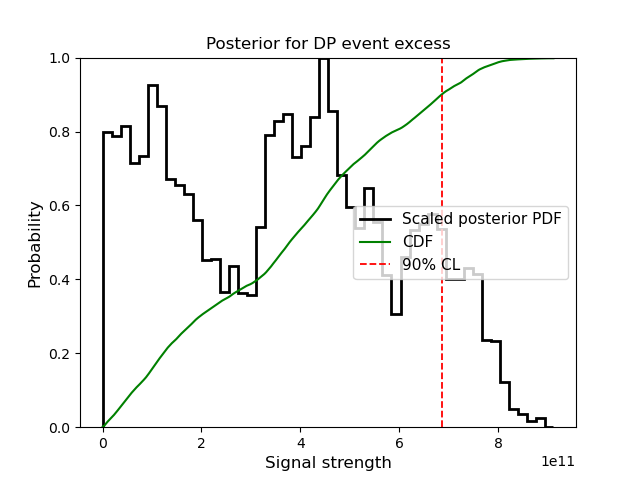 Posterior for DP event excess
1.0
0.8
0.6
0.4
0.2
0.0
Probability
Scaled posterior PDF
CDF
90% CL
0 2 4 6 8
1e11
Signal strength